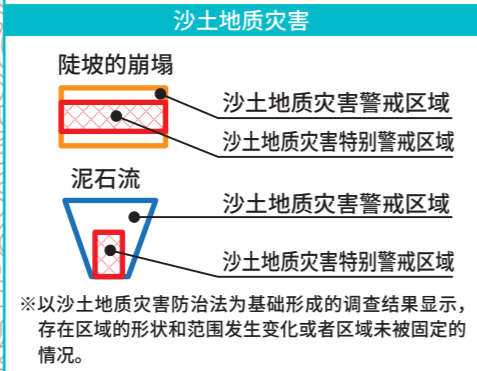 沙土地质灾害
陡坡的崩塌
沙土地质灾害警戒区域
沙土地质灾害特别警戒区域
泥石流
沙土地质灾害警戒区域
沙土地质灾害特别警戒区域
※以沙土地质灾害防治法为基础形成的调查结果显示，
存在区域的形状和范围发生变化或者区域未被固定的
情况。